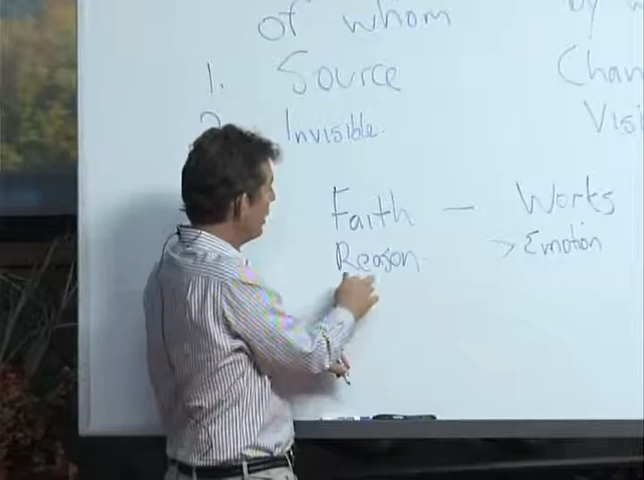 of whom
1. Source Chan
2 Invisible. Visi
Faith — Works
Reason > Emotion